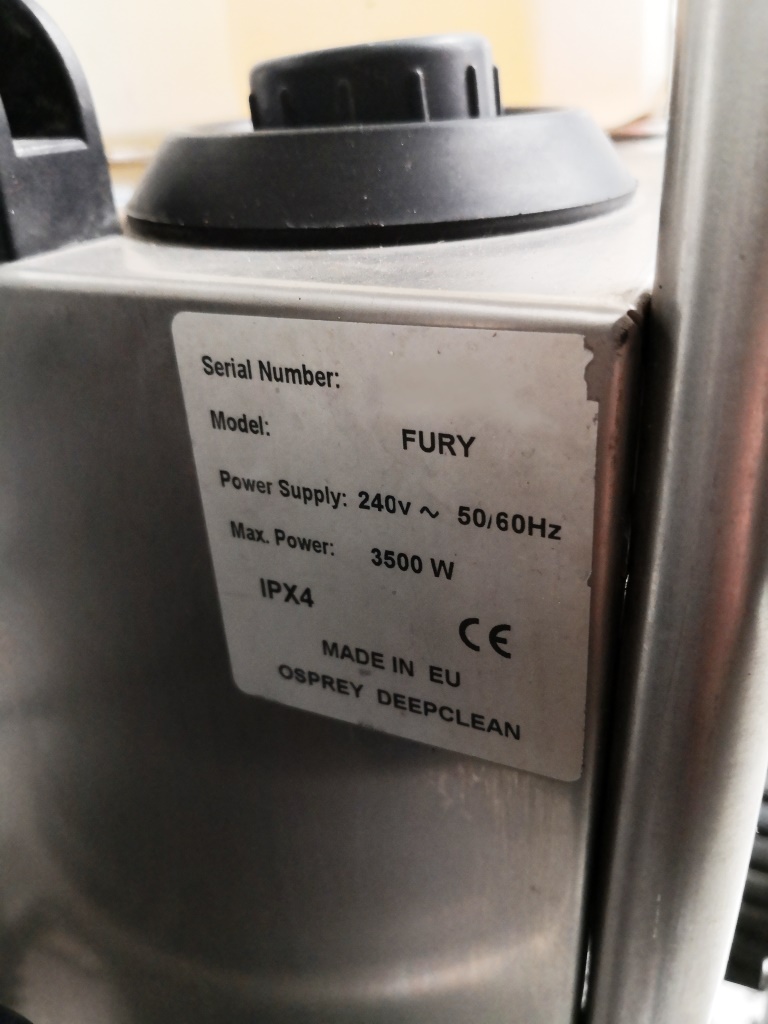 Serial Number:
Model: FURY
Power Supply: 240v ~ 50/60Hz
Max. Power: 3500 W
IPX4
CE
MADE IN EU
OSPREY DEEPCLEAN